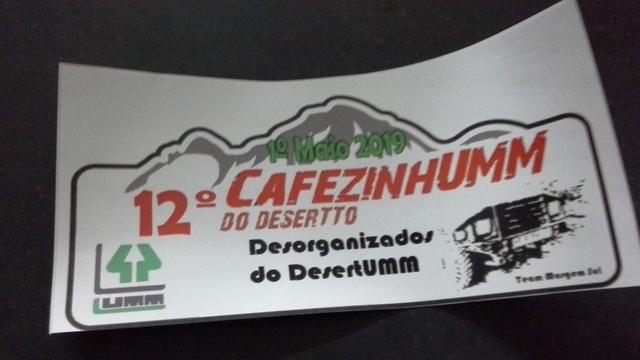 1º Maio 2019
12º CAFEZINHUMM
DO DESERTTO
Desorganizados
do DesertUMM
UMM
Team Margem Sul